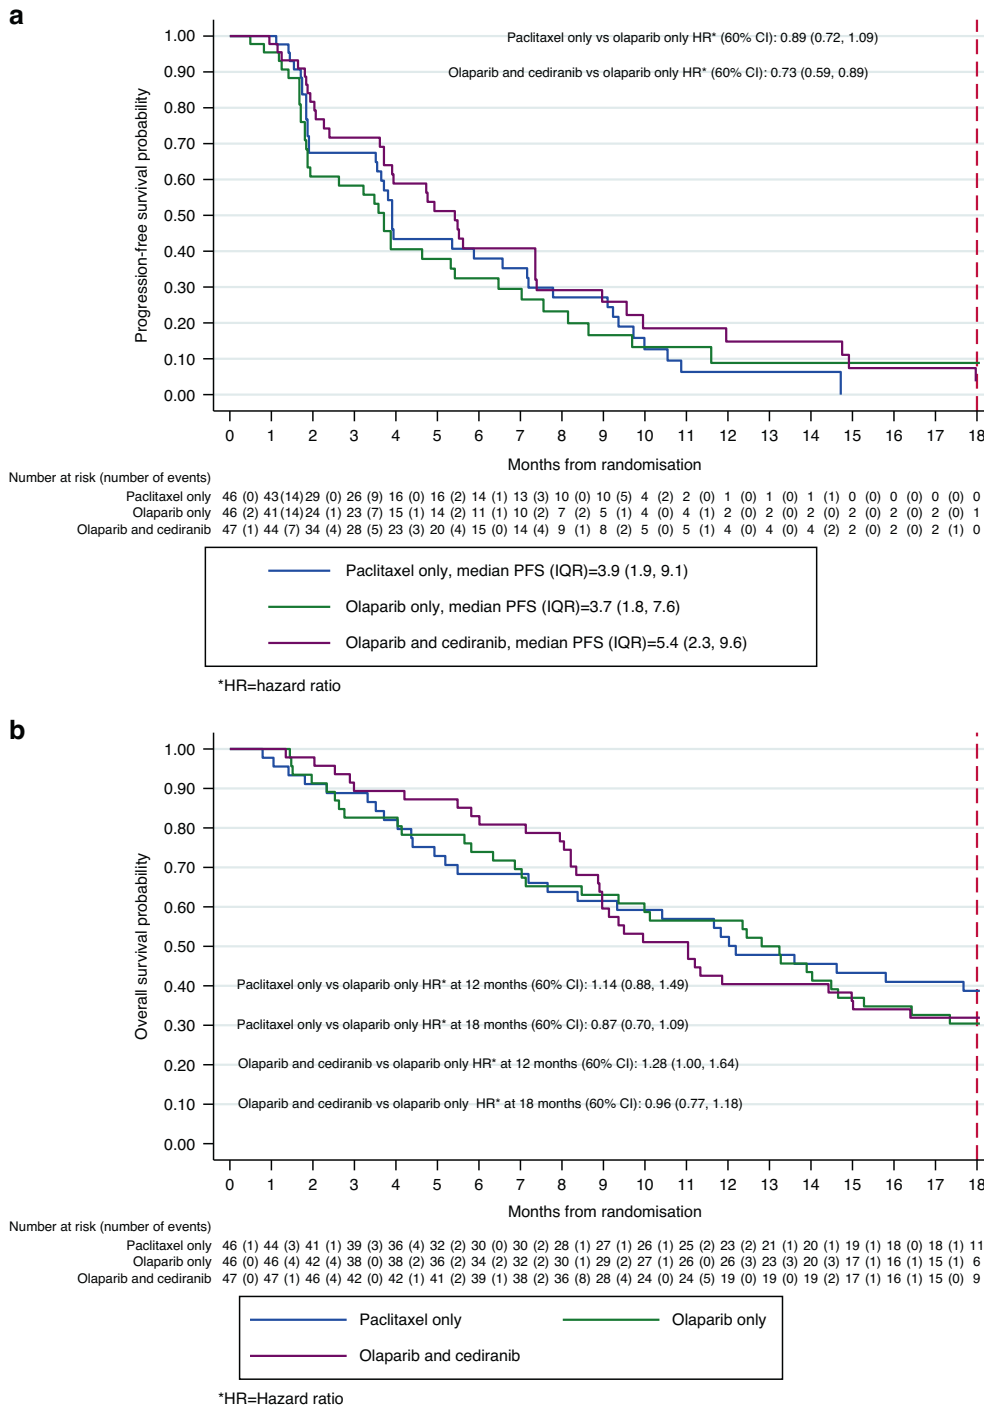 a
Paclitaxel only vs olaparib only HR* (60% CI): 0.89 (0.72, 1.09)
Olaparib and cediranib vs olaparib only HR* (60% CI): 0.73 (0.59, 0.89)
Progression-free survival probability
1.00
0.90
0.80
0.70
0.60
0.50
0.40
0.30
0.20
0.10
0.00
0 1 2 3 4 5 6 7 8 9 10 11 12 13 14 15 16 17 18
Months from randomisation
Number at risk (number of events)
Paclitaxel only 46 (0) 43 (14) 29 (0) 26 (9) 16 (0) 16 (2) 14 (1) 13 (3) 10 (0) 10 (5) 4 (2) 2 (0) 1 (0) 1 (0) 1 (1) 0 (0) 0 (0) 0 (0) 0
Olaparib only 46 (2) 41 (14) 24 (1) 23 (7) 15 (1) 14 (2) 11 (1) 10 (2) 7 (2) 5 (1) 4 (0) 4 (1) 2 (0) 2 (0) 2 (0) 2 (0) 2 (0) 2 (0) 1
Olaparib and cediranib 47 (1) 44 (7) 34 (4) 28 (5) 23 (3) 20 (4) 15 (0) 14 (4) 9 (1) 8 (2) 5 (0) 5 (1) 4 (0) 4 (0) 4 (2) 2 (0) 2 (0) 2 (1) 0
Paclitaxel only, median PFS (IQR)=3.9 (1.9, 9.1)
Olaparib only, median PFS (IQR)=3.7 (1.8, 7.6)
Olaparib and cediranib, median PFS (IQR)=5.4 (2.3, 9.6)
*HR=hazard ratio
b
Overall survival probability
1.00
0.90
0.80
0.70
0.60
0.50
0.40
0.30
0.20
0.10
0.00
Paclitaxel only vs olaparib only HR* at 12 months (60% CI): 1.14 (0.88, 1.49)
Paclitaxel only vs olaparib only HR* at 18 months (60% CI): 0.87 (0.70, 1.09)
Olaparib and cediranib vs olaparib only HR* at 12 months (60% CI): 1.28 (1.00, 1.64)
Olaparib and cediranib vs olaparib only HR* at 18 months (60% CI): 0.96 (0.77, 1.18)
0 1 2 3 4 5 6 7 8 9 10 11 12 13 14 15 16 17 18
Months from randomisation
Number at risk (number of events)
Paclitaxel only 46 (1) 44 (3) 41 (1) 39 (3) 36 (4) 32 (2) 30 (0) 30 (2) 28 (1) 27 (1) 26 (1) 25 (2) 23 (2) 21 (1) 20 (1) 19 (1) 18 (0) 18 (1) 11
Olaparib only 46 (0) 46 (4) 42 (4) 38 (0) 38 (2) 36 (2) 34 (2) 32 (2) 30 (1) 29 (2) 27 (1) 26 (0) 26 (3) 23 (3) 20 (3) 17 (1) 16 (1) 15 (1) 6
Olaparib and cediranib 47 (0) 47 (1) 46 (4) 42 (0) 42 (1) 41 (2) 39 (1) 38 (2) 36 (8) 28 (4) 24 (0) 24 (5) 19 (0) 19 (0) 19 (2) 17 (1) 16 (1) 15 (0) 9
Paclitaxel only
Olaparib only
Olaparib and cediranib
*HR=Hazard ratio